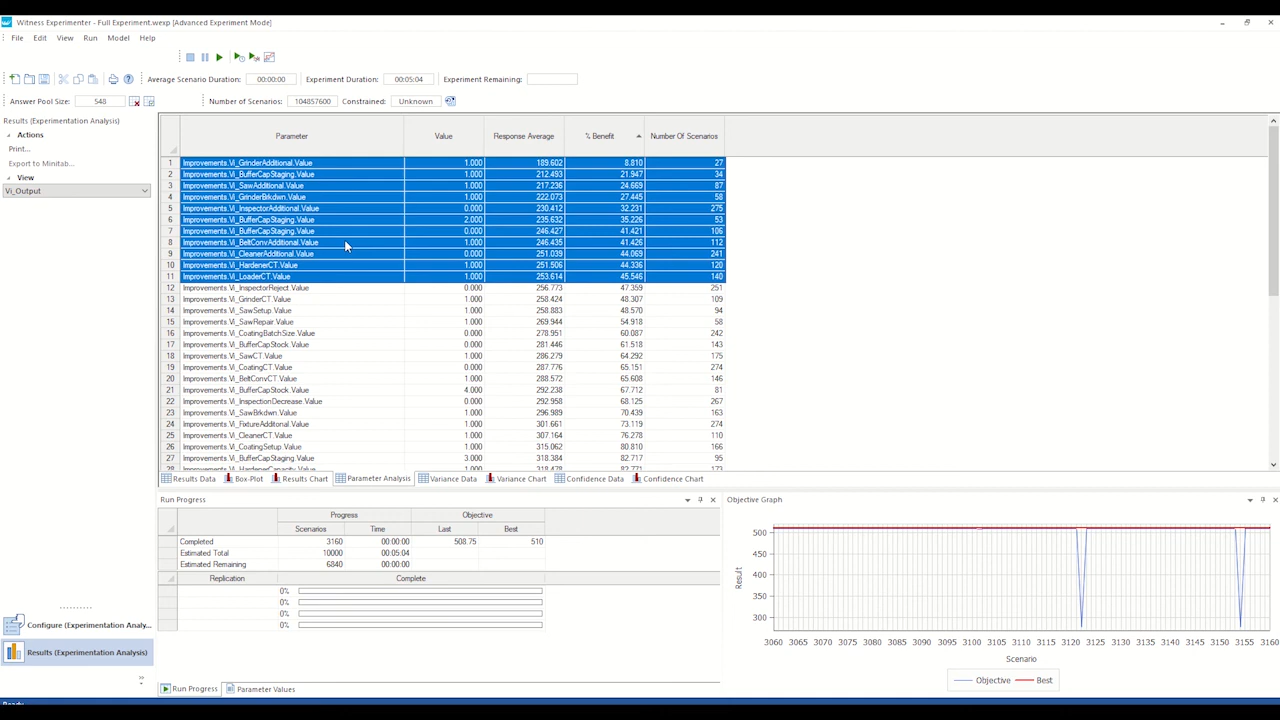 Witness Experimenter - Full Experiment.wexp [Advanced Experiment Mode]
File Edit View Run Model Help
Average Scenario Duration: 00:00:00 Experiment Duration: 00:05:04 Experiment Remaining:
Answer Pool Size: 548 Number of Scenarios: 104857600 Constrained: Unknown
Results (Experimentation Analysis)
Actions
Print...
Export to Minitab...
View
Vi_Output
Parameter Value Response Average % Benefit Number Of Scenarios
1 Improvements.Vi_GrinderAdditional.Value 1.000 189.602 8.810 27
2 Improvements.Vi_BufferCapStaging.Value 1.000 212.493 21.947 34
3 Improvements.Vi_SawAdditional.Value 1.000 217.236 24.669 87
4 Improvements.Vi_GrinderBrkdwn.Value 1.000 222.073 27.445 58
5 Improvements.Vi_InspectorAdditional.Value 0.000 230.412 32.231 275
6 Improvements.Vi_BufferCapStaging.Value 2.000 235.632 35.226 53
7 Improvements.Vi_BufferCapStaging.Value 0.000 246.427 41.421 106
8 Improvements.Vi_BeltConvAdditional.Value 1.000 246.435 41.426 112
9 Improvements.Vi_CleanerAdditional.Value 0.000 251.039 44.069 241
10 Improvements.Vi_HardenerCT.Value 1.000 251.506 44.336 120
11 Improvements.Vi_LoaderCT.Value 1.000 253.614 45.546 140
12 Improvements.Vi_InspectorReject.Value 0.000 256.773 47.359 251
13 Improvements.Vi_GrinderCT.Value 1.000 258.424 48.307 109
14 Improvements.Vi_SawSetup.Value 1.000 258.883 48.570 94
15 Improvements.Vi_SawRepair.Value 1.000 269.944 54.918 58
16 Improvements.Vi_CoatingBatchSize.Value 0.000 278.951 60.087 242
17 Improvements.Vi_BufferCapStock.Value 0.000 281.446 61.518 143
18 Improvements.Vi_SawCT.Value 1.000 286.279 64.292 175
19 Improvements.Vi_CoatingCT.Value 0.000 287.776 65.151 274
20 Improvements.Vi_BeltConvCT.Value 1.000 288.572 65.608 146
21 Improvements.Vi_BufferCapStock.Value 4.000 292.238 67.712 81
22 Improvements.Vi_InspectionDecrease.Value 0.000 292.958 68.125 267
23 Improvements.Vi_SawBrkdwn.Value 1.000 296.989 70.439 163
24 Improvements.Vi_FixtureAdditonal.Value 0.000 301.661 73.119 274
25 Improvements.Vi_CleanerCT.Value 1.000 307.164 76.278 110
26 Improvements.Vi_CoatingSetup.Value 1.000 315.062 80.810 166
27 Improvements.Vi_BufferCapStaging.Value 3.000 318.384 82.717 95
28 Improvements.Vi_HardenerCapacity.Value 1.000 318.478 82.771 173
Results Data Box-Plot Results Chart Parameter Analysis Variance Data Variance Chart Confidence Data Confidence Chart
Run Progress
Progress Objective
Scenarios Time Last Best
Completed 3160 00:00:00 508.75 510
Estimated Total 10000 00:05:04
Estimated Remaining 6840 00:00:00
Replication Complete
0%
0%
0%
0%
Run Progress Parameter Values
Configure (Experimentation Analy...
Results (Experimentation Analysis)
Objective Graph
500
450
400
350
300
Result
3060 3065 3070 3075 3080 3085 3090 3095 3100 3105 3110 3115 3120 3125 3130 3135 3140 3145 3150 3155 3160
Scenario
Objective Best
Ready